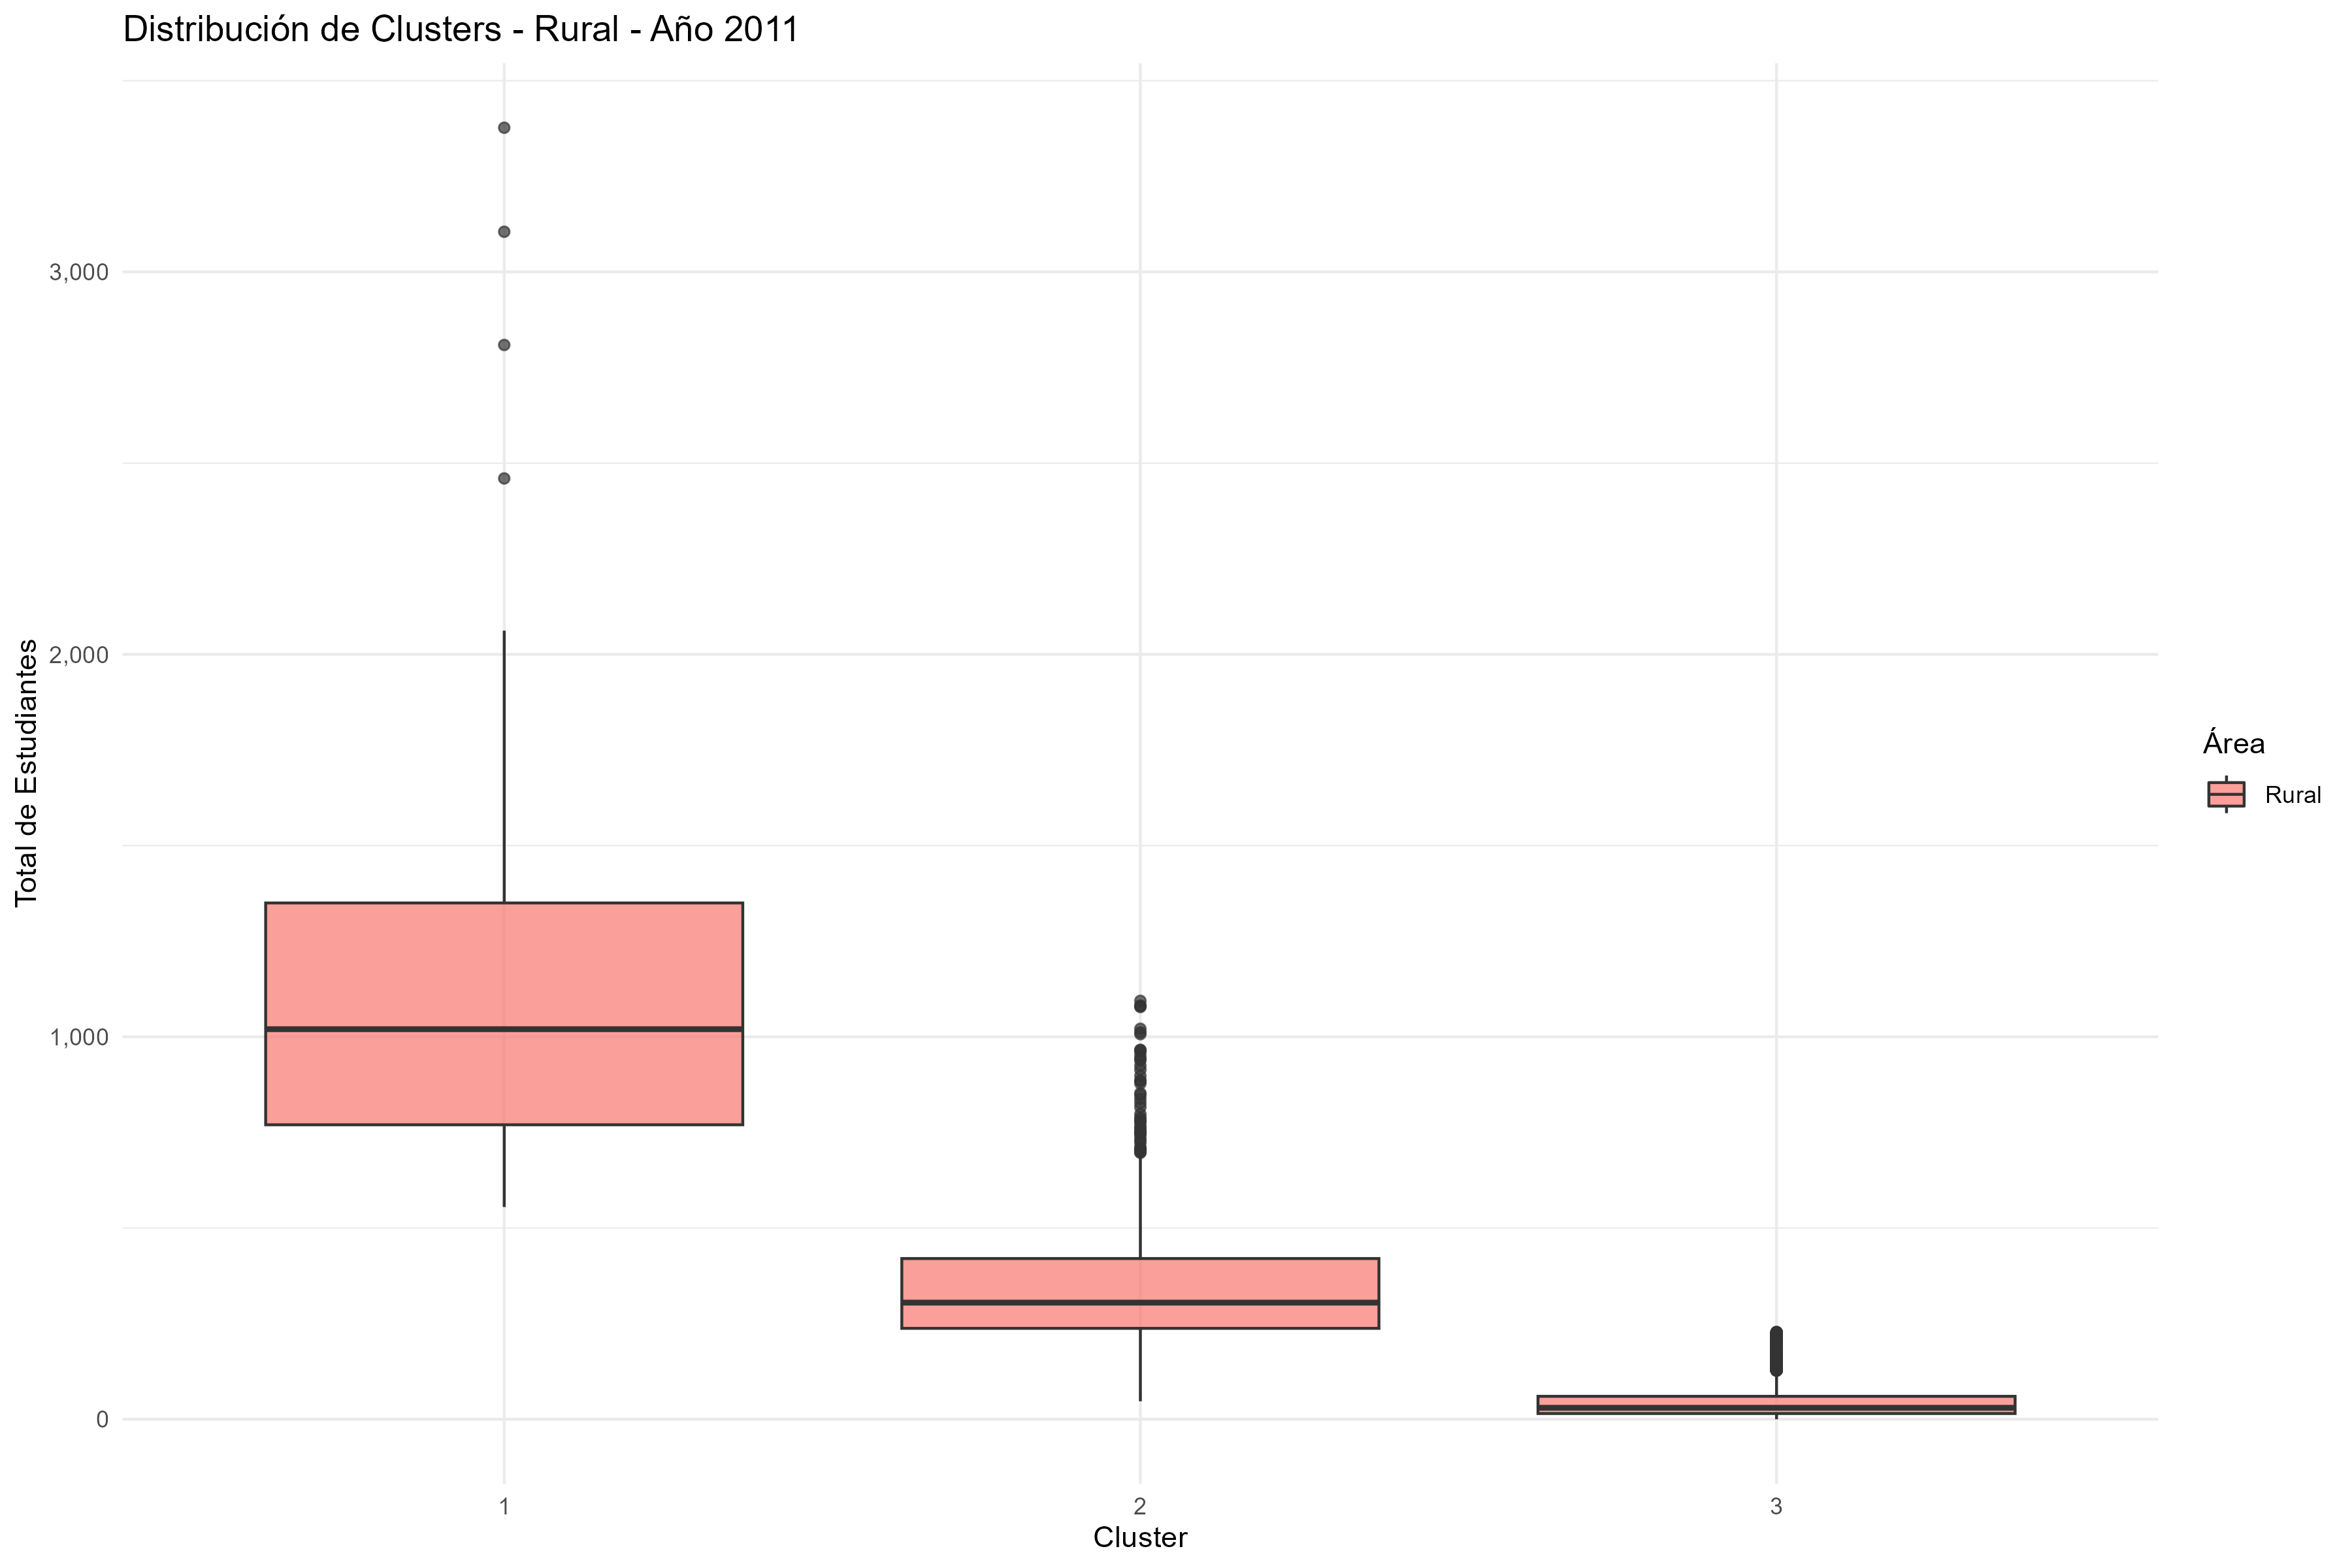 Distribución de Clusters - Rural - Año 2011
Total de Estudiantes
3,000
2,000
1,000
0
1
2
3
Cluster
Área
Rural